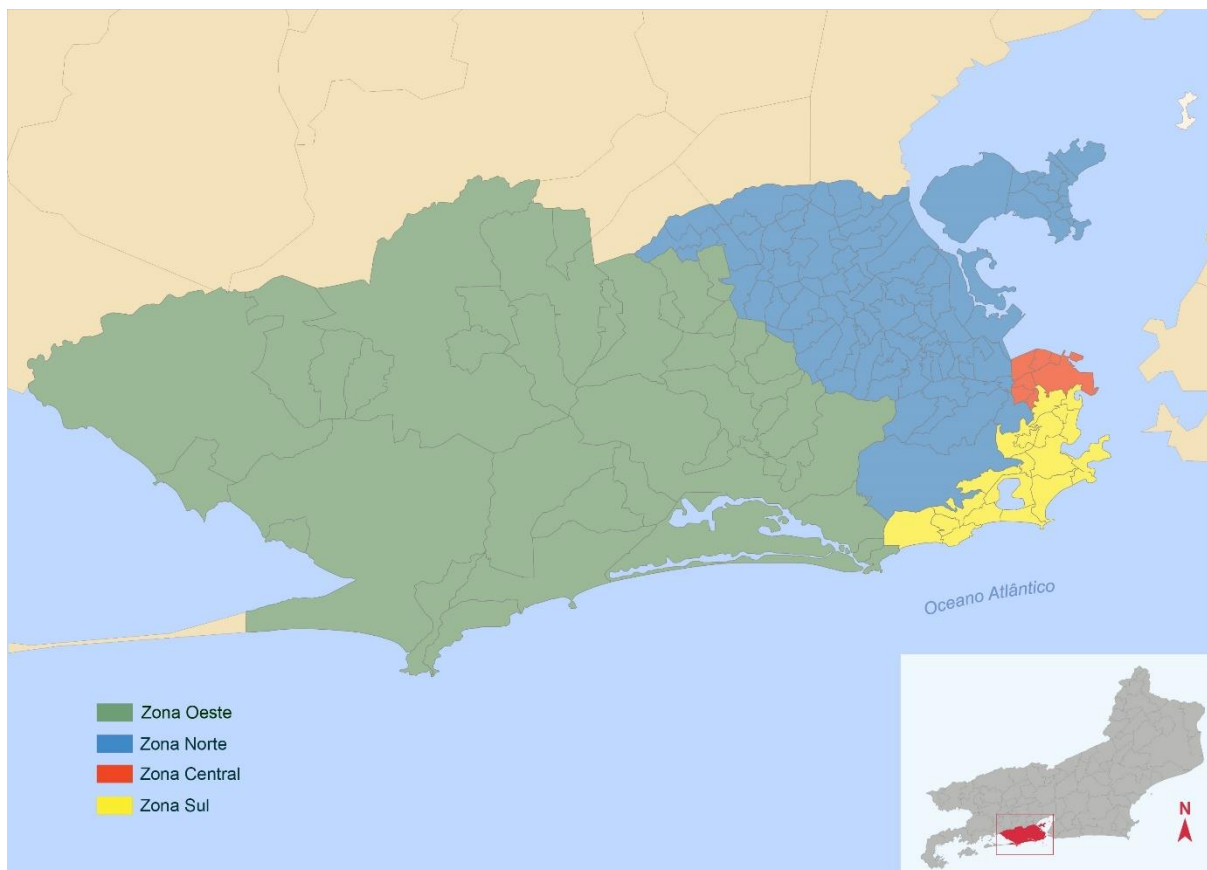 Oceano Atlântico
Zona Oeste
Zona Norte
Zona Central
Zona Sul
N